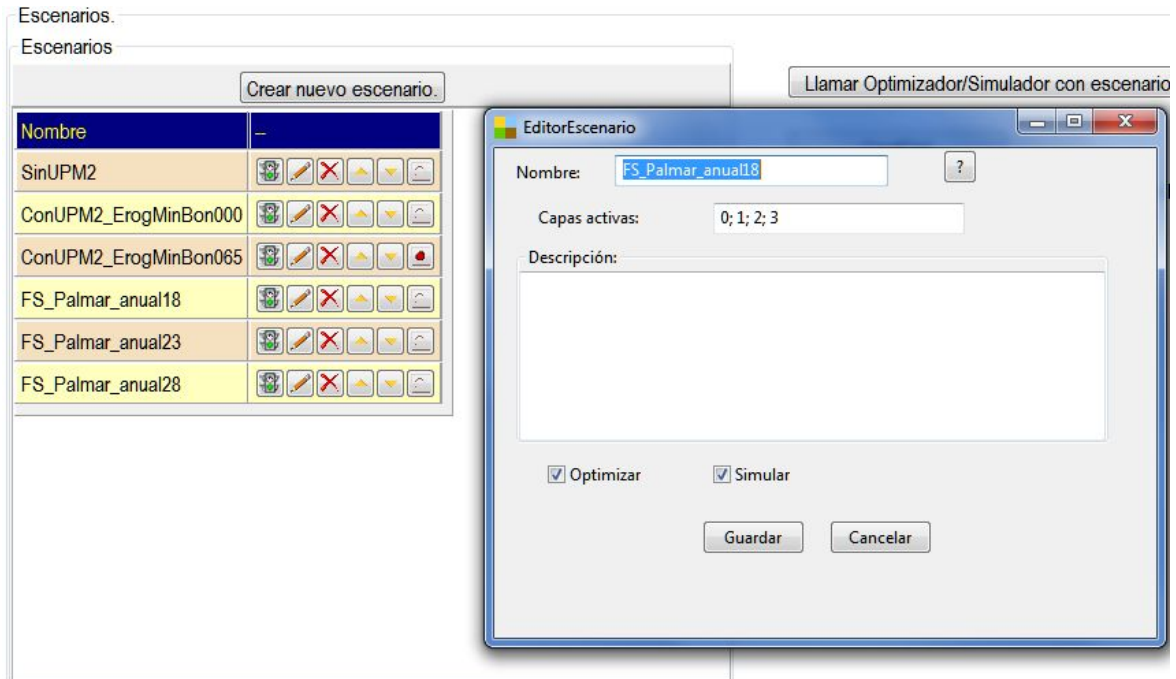 Escenarios.
Escenarios
Crear nuevo escenario.
Llamar Optimizador/Simulador con escenario
Nombre --
SinUPM2
ConUPM2_ErogMinBon000
ConUPM2_ErogMinBon065
FS_Palmar_anual18
FS_Palmar_anual23
FS_Palmar_anual28
EditorEscenario
Nombre: FS_Palmar_anual18 ?
Capas activas: 0; 1; 2; 3
Descripción:
Optimizar Simular
Guardar Cancelar